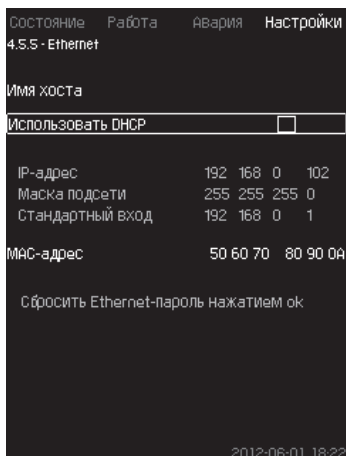 Состояние Работа Авария Настройки
4.5.5 - Ethernet
Имя хоста
Использовать DHCP
IP-адрес 192 168 0 102
Маска подсети 255 255 255 0
Стандартный вход 192 168 0 1
MAC-адрес 50 60 70 80 90 0A
Сбросить Ethernet-пароль нажатием ok
2012-06-01 18:22